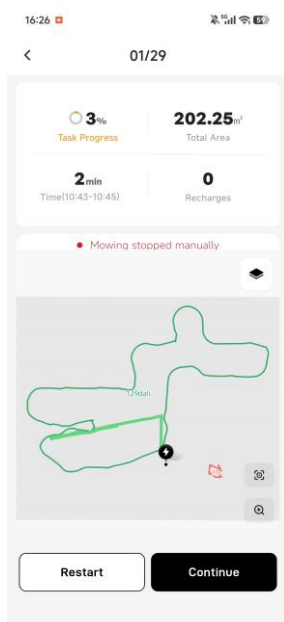 16:26
01/29
3%
202.25m²
Task Progress
Total Area
2min
0
Time(10:43-10:45)
Recharges
Mowing stopped manually
129dali
Restart
Continue